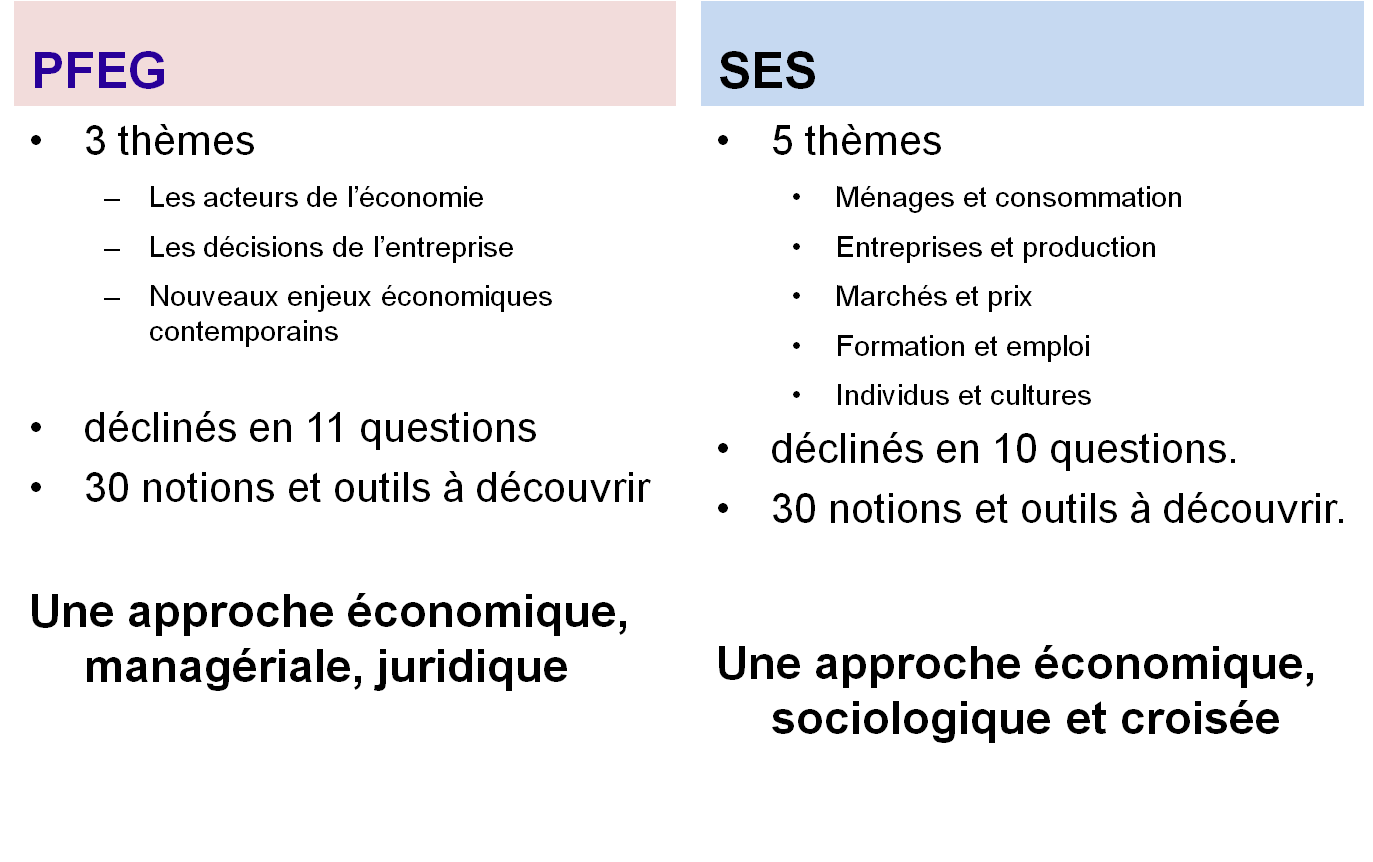 PFEG
• 3 thèmes
– Les acteurs de l’économie
– Les décisions de l’entreprise
– Nouveaux enjeux économiques
contemporains
• déclinés en 11 questions
• 30 notions et outils à découvrir
Une approche économique,
managériale, juridique
SES
• 5 thèmes
• Ménages et consommation
• Entreprises et production
• Marchés et prix
• Formation et emploi
• Individus et cultures
• déclinés en 10 questions.
• 30 notions et outils à découvrir.
Une approche économique,
sociologique et croisée